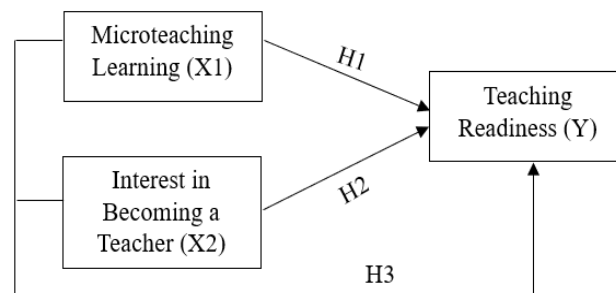 Microteaching
Learning (X1)
H1
Teaching
Readiness (Y)
Interest in
Becoming a
Teacher (X2)
H2
H3